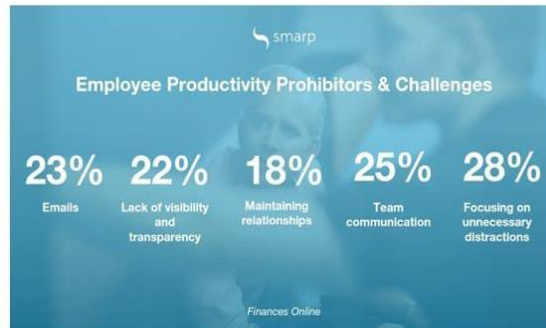 smarp
Employee Productivity Prohibitors & Challenges
23%
Emails
22%
Lack of visibility
and
transparency
18%
Maintaining
relationships
25%
Team
communication
28%
Focusing on
unnecessary
distractions
Finances Online